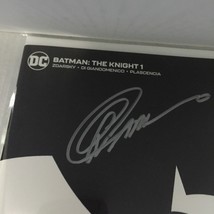 DC
BATMAN: THE KNIGHT 1
ZDARSKY • DI GIANDOMENICO • PLASCENCIA